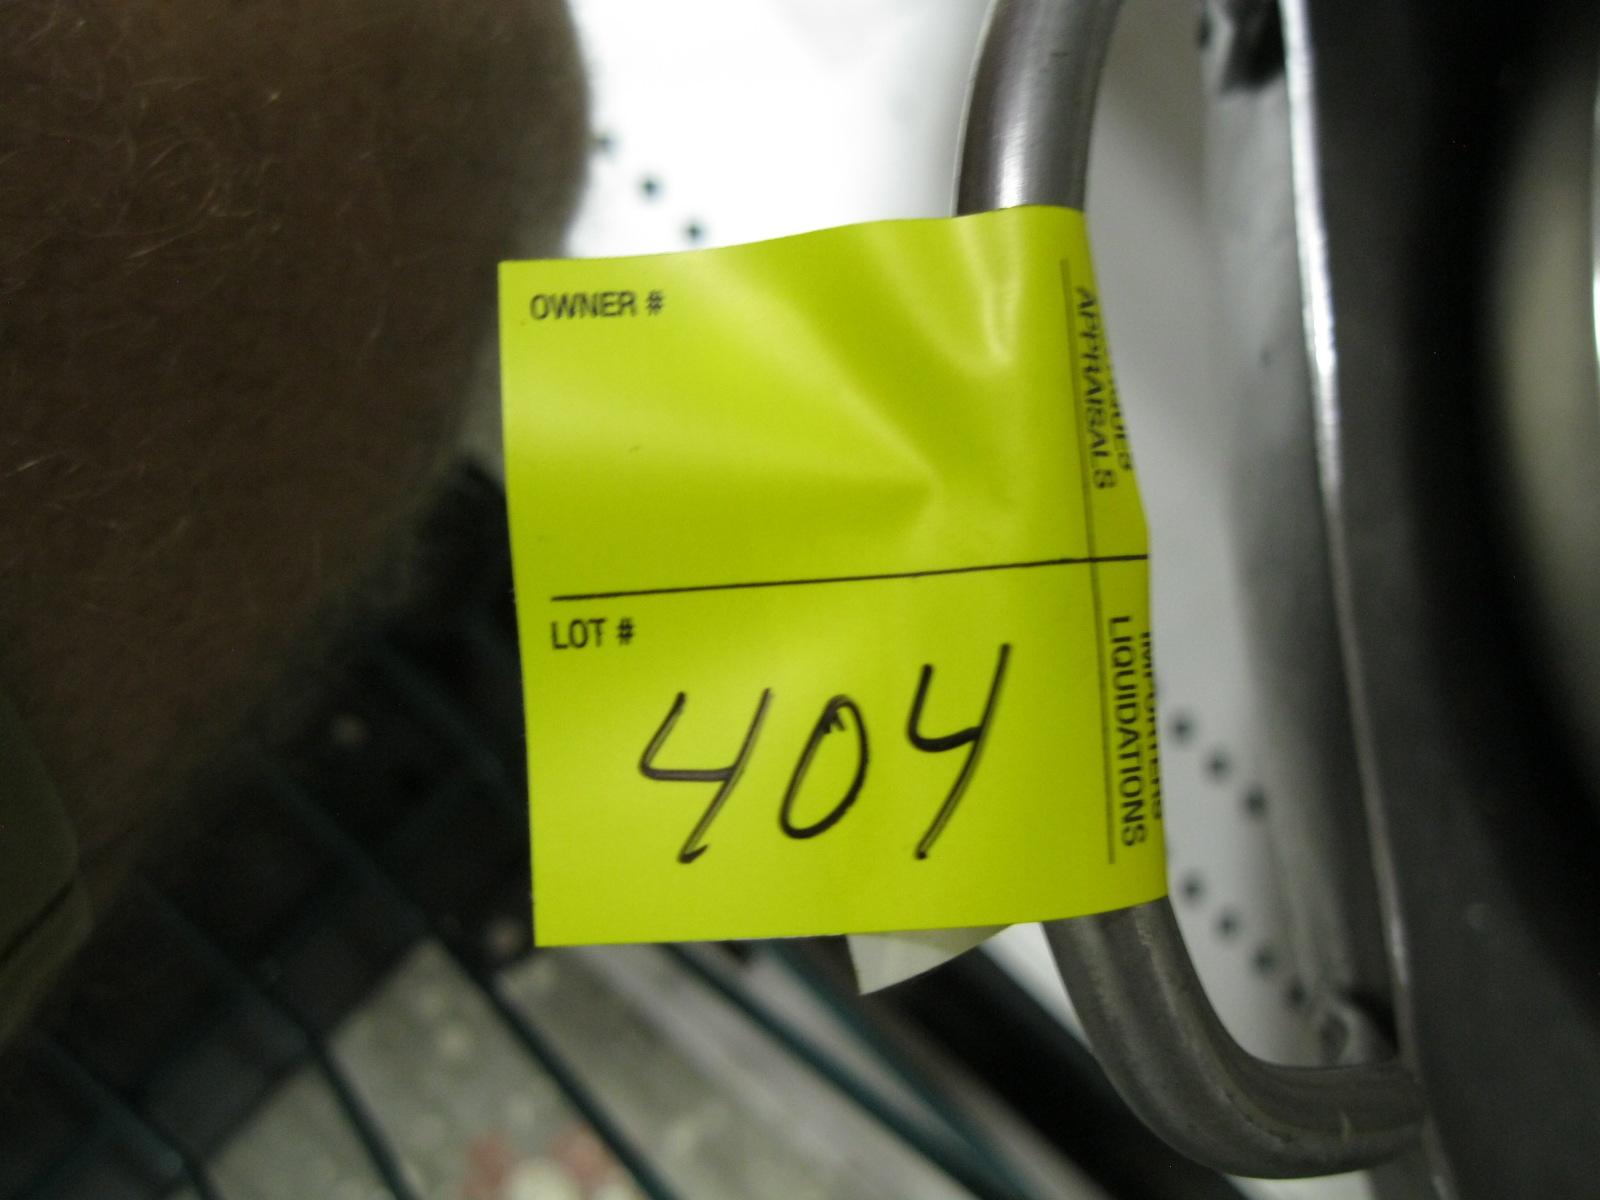 OWNER #
APPRAISALS
LOT #
404
LIQUIDATIONS